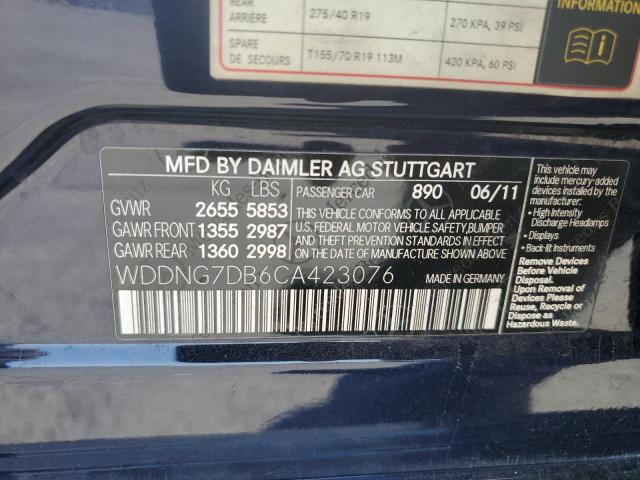 REAR
ARRIÈRE 275/40 R19 270 KPA, 39 PSI
SPARE
DE SECOURS T155/70 R19 113M 420 KPA, 60 PSI
INFORMATION
MFD BY DAIMLER AG STUTTGART
KG LBS PASSENGER CAR 890 06/11
GVWR 2655 5853
GAWR FRONT 1355 2987
GAWR REAR 1360 2998
THIS VEHICLE CONFORMS TO ALL APPLICABLE
U.S. FEDERAL MOTOR VEHICLE SAFETY,BUMPER
AND THEFT PREVENTION STANDARDS IN EFFECT
ON THE DATE OF MANUFACTURE SHOWN ABOVE
WDDNG7DB6CA423076 MADE IN GERMANY
This vehicle may include
mercury-added devices
installed by the
manufacturer:
• High-Intensity
Discharge Headlamps
• Displays
• Back-lit Instruments
Remove Devices
Before Vehicle
Disposal.
Upon Removal of
Devices Please
Reuse, Recycle or
Dispose as
Hazardous Waste.